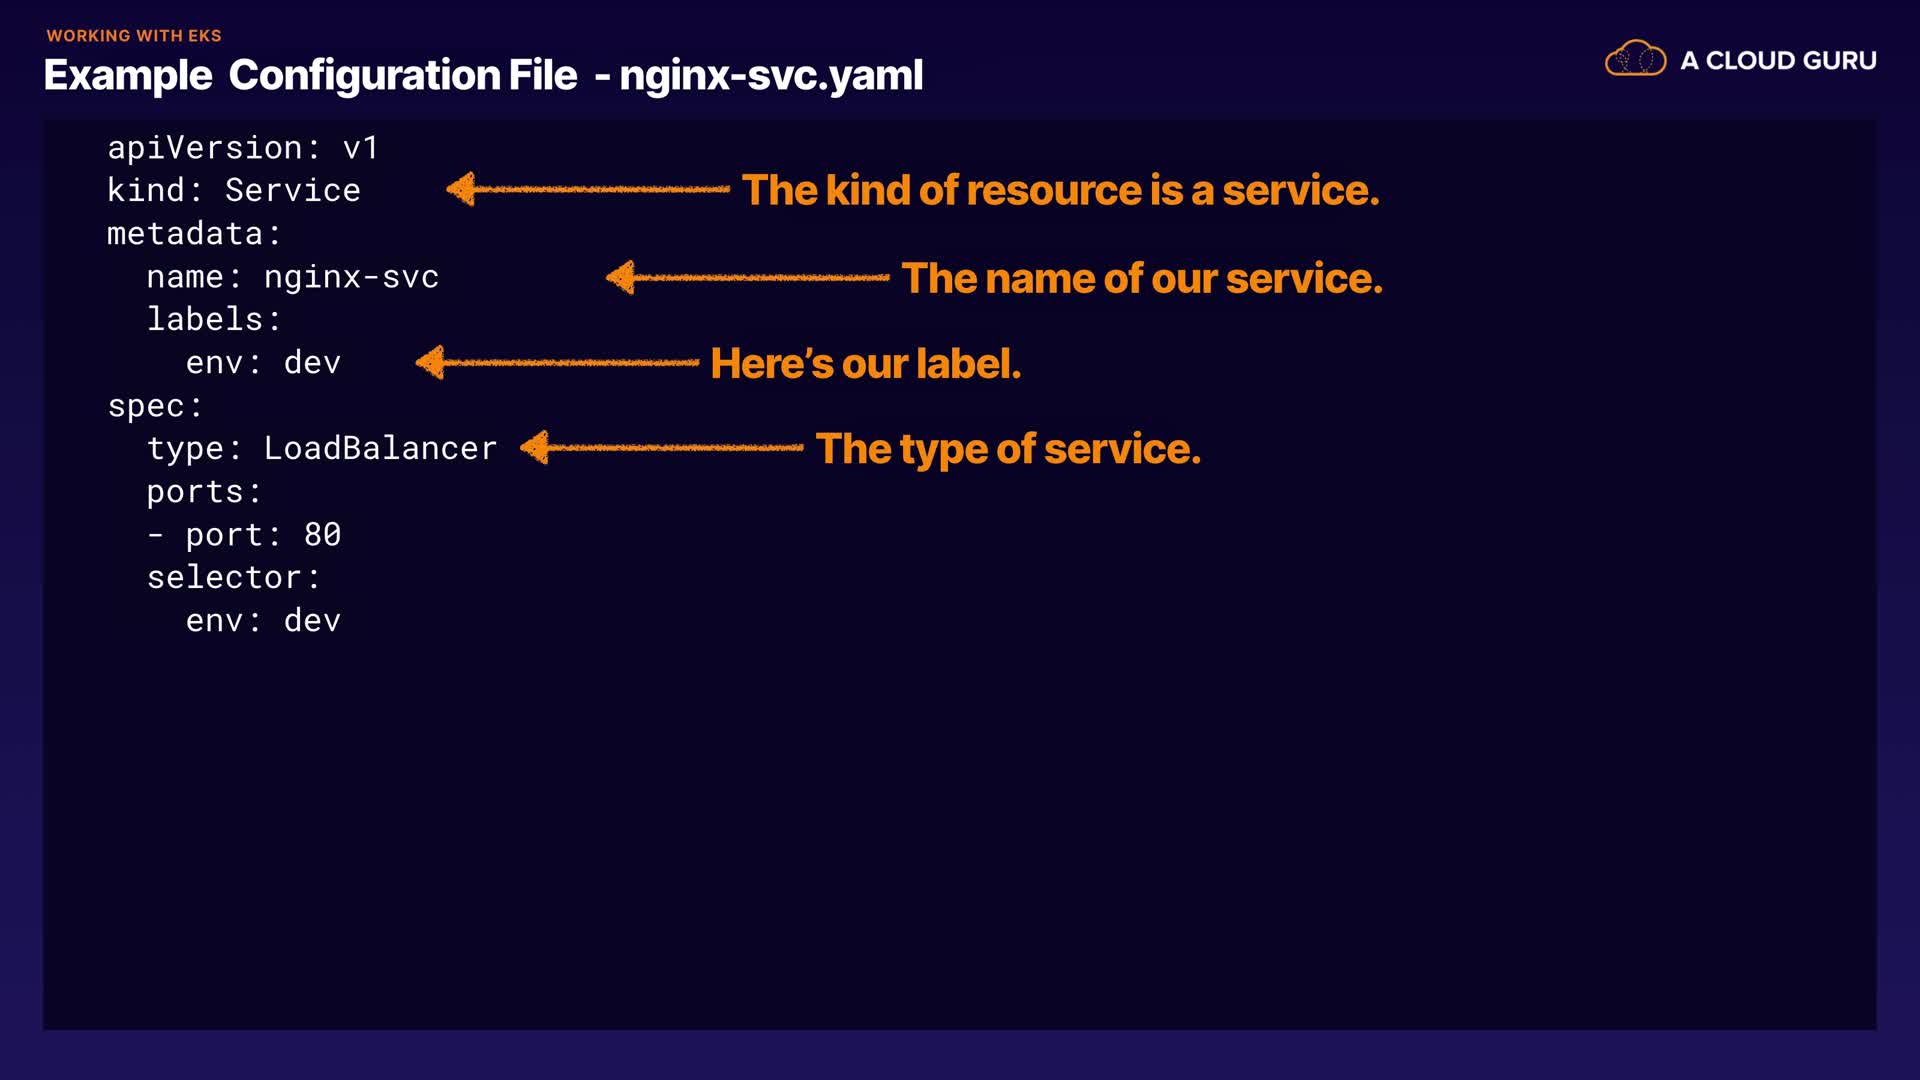 WORKING WITH EKS
Example Configuration File - nginx-svc.yaml
A CLOUD GURU
apiVersion: v1
kind: Service
The kind of resource is a service.
metadata:
name: nginx-svc
The name of our service.
labels:
env: dev
Here’s our label.
spec:
type: LoadBalancer
The type of service.
ports:
- port: 80
selector:
env: dev